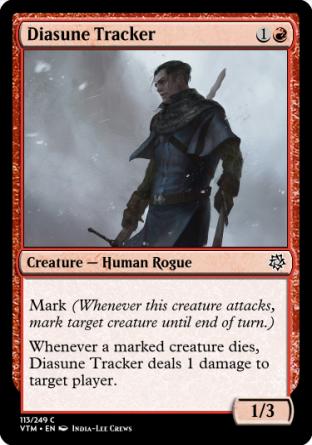 Diasune Tracker 1
Creature — Human Rogue
Mark (Whenever this creature attacks,
mark target creature until end of turn.)
Whenever a marked creature dies,
Diasune Tracker deals 1 damage to
target player.
1/3
113/249 C
VTM • EN India-Lee Crews